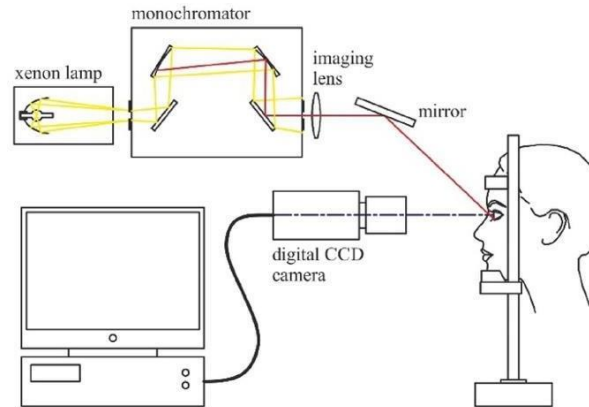 monochromator
xenon lamp
imaging
lens
mirror
digital CCD
camera